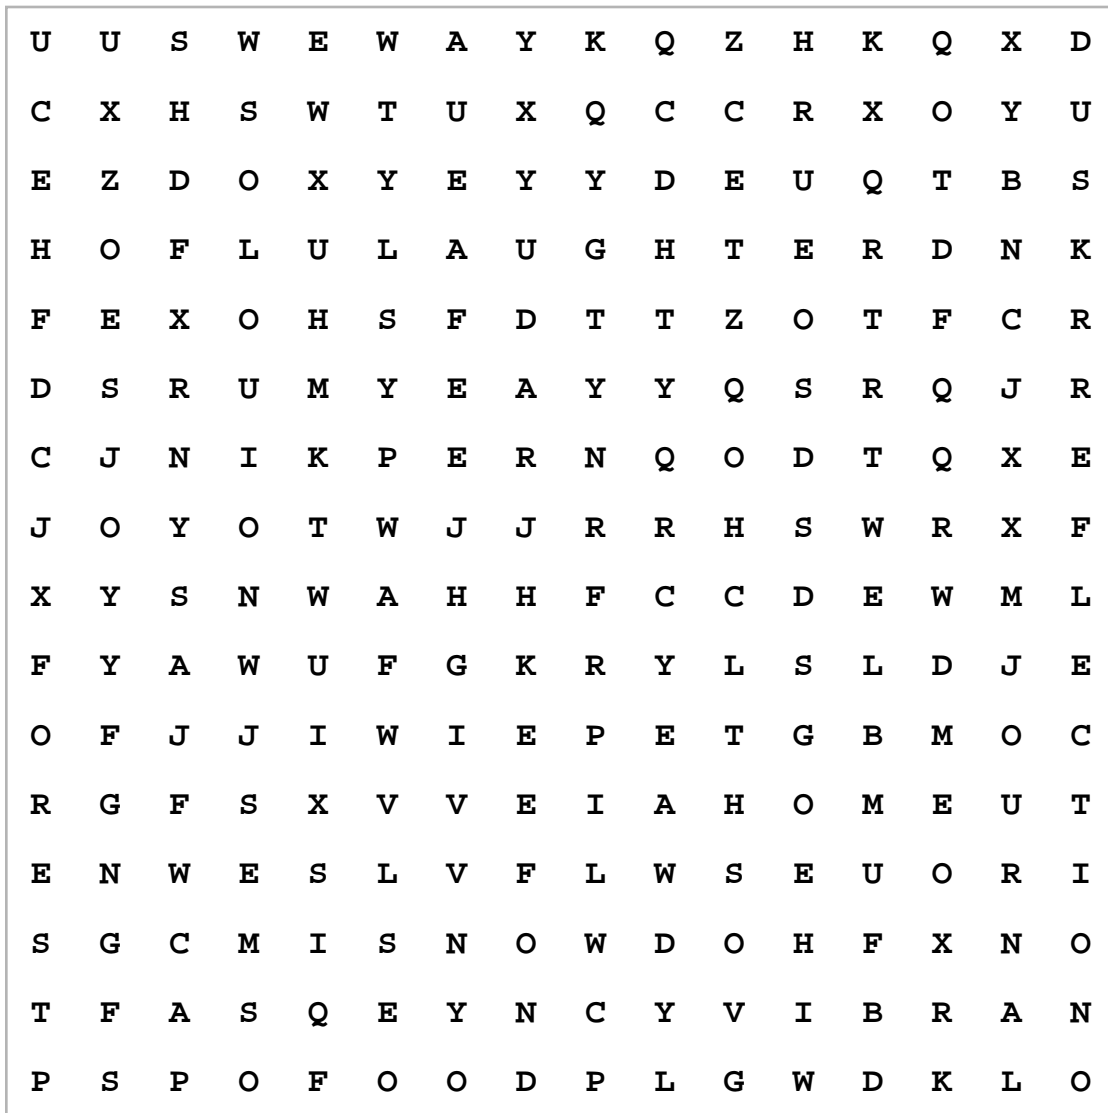 U U S W E W A Y K Q Z H K Q X D
C X H S W T U X Q C C R X O Y U
E Z D O X Y E Y Y D E U Q T B S
H O F L U L A U G H T E R D N K
F E X O H S F D T T Z O T F C R
D S R U M Y E A Y Y Q S R Q J R
C J N I K P E R N Q O D T Q X E
J O Y O T W J J R R H S W R X F
X Y S N W A H H F C C D E W M L
F Y A W U F G K R Y L S L D J E
O F J J I W I E P E T G B M O C
R G F S X V V E I A H O M E U T
E N W E S L V F L W S E U O R I
S G C M I S N O W D O H F X N O
T F A S Q E Y N C Y V I B R A N
P S P O F O O D P L G W D K L O